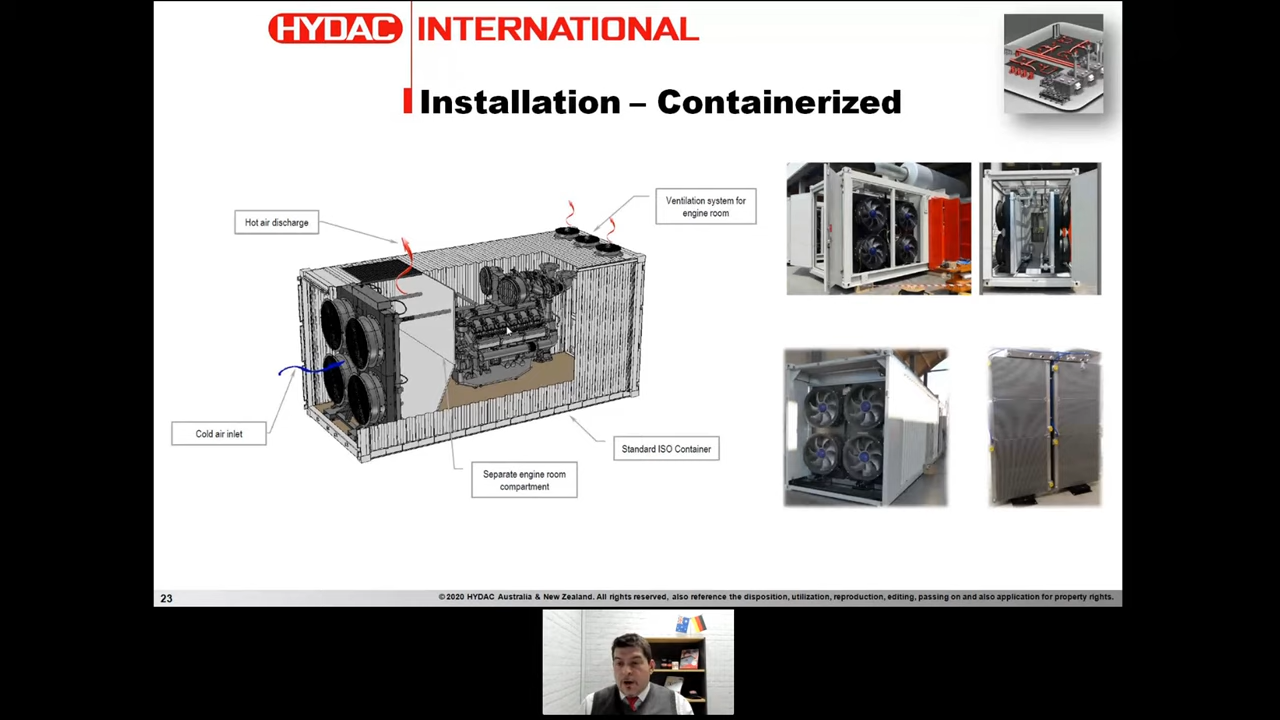 HYDAC INTERNATIONAL
Installation – Containerized
Hot air discharge
Ventilation system for
engine room
Cold air inlet
Standard ISO Container
Separate engine room
compartment
23
©2020 HYDAC Australia & New Zealand. All rights reserved, also reference the disposition, utilization, reproduction, editing, passing on and also application for property rights.